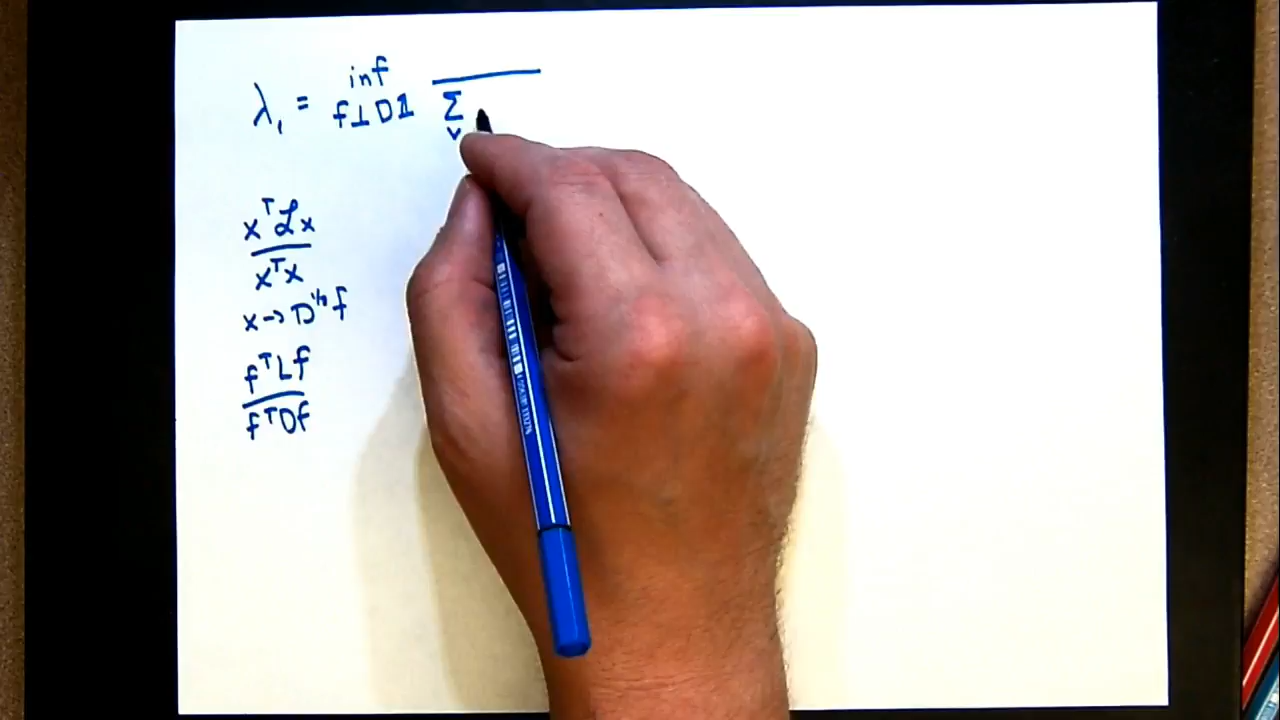 inf
λ₁ = f⊥D𝟙 Σ
v
xᵀℒx
xᵀx
x → D^{1/2} f
fᵀLf
fᵀDf